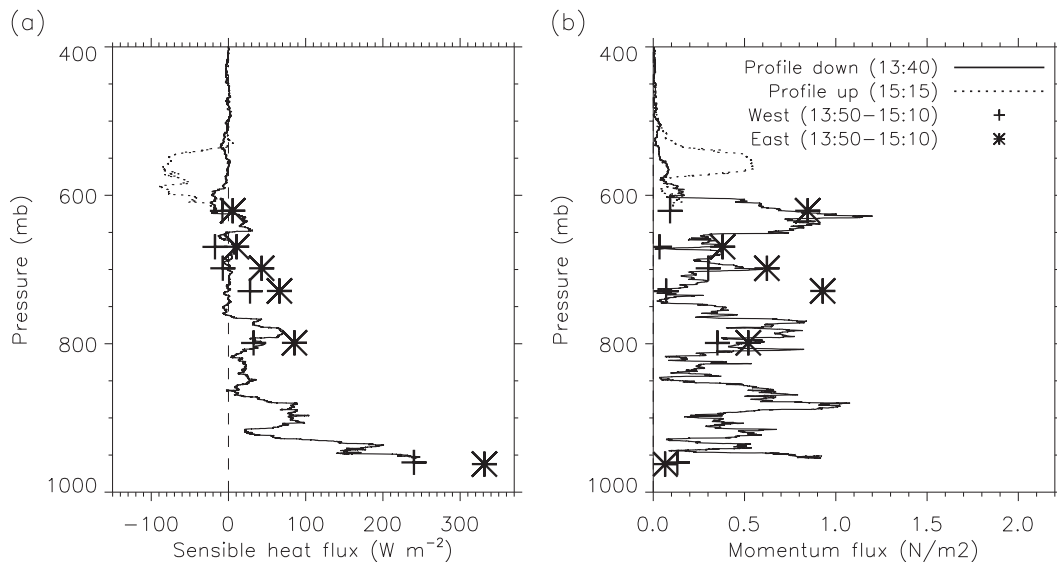 (a)
400
600
800
1000
Pressure (mb)
−100 0 100 200 300
Sensible heat flux (W m−2)
(b)
Profile down (13:40)
Profile up (15:15)
West (13:50−15:10)
East (13:50−15:10)
400
600
800
1000
Pressure (mb)
0.0 0.5 1.0 1.5 2.0
Momentum flux (N/m2)